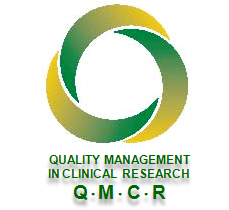 QUALITY MANAGEMENT
IN CLINICAL RESEARCH
Q·M·C·R